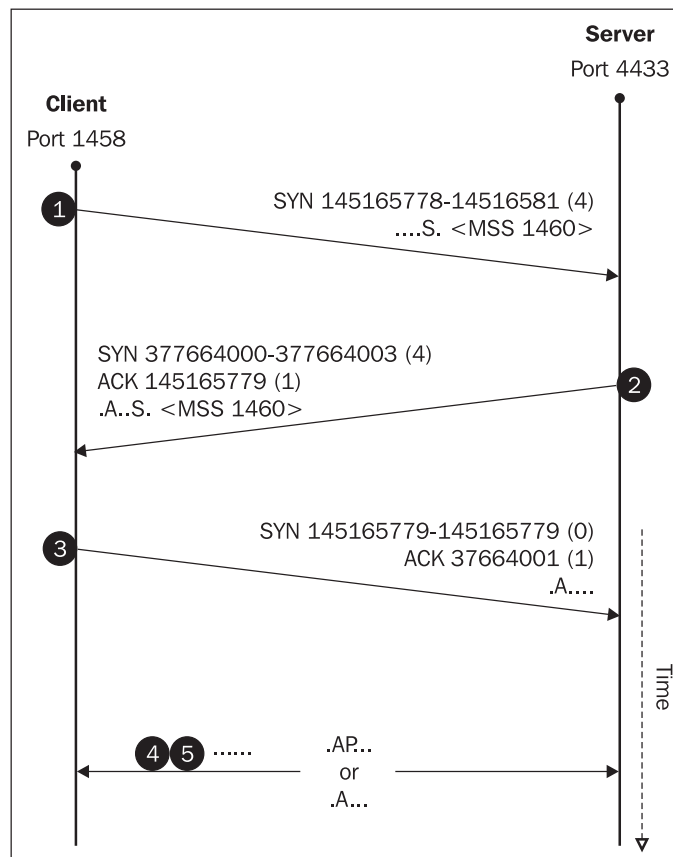 Server
Port 4433
Client
Port 1458
1
SYN 145165778-14516581 (4)
....S. <MSS 1460>
SYN 377664000-377664003 (4)
ACK 145165779 (1)
.A..S. <MSS 1460>
2
3
SYN 145165779-145165779 (0)
ACK 37664001 (1)
.A....
Time
4 5 ......
.AP...
or
.A...